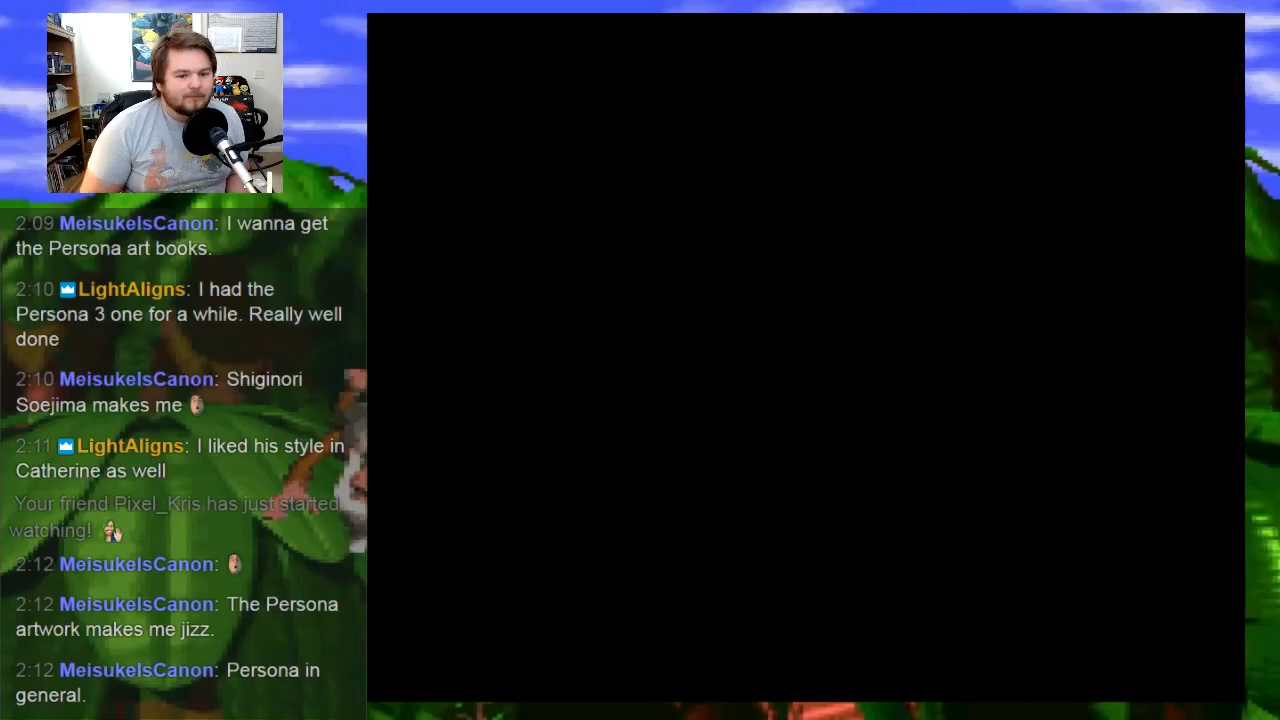 2:09 MeisukeIsCanon: I wanna get
the Persona art books.
2:10 LightAligns: I had the
Persona 3 one for a while. Really well
done
2:10 MeisukeIsCanon: Shiginori
Soejima makes me
2:11 LightAligns: I liked his style in
Catherine as well
Your friend Pixel_Kris has just started
watching!
2:12 MeisukeIsCanon:
2:12 MeisukeIsCanon: The Persona
artwork makes me jizz.
2:12 MeisukeIsCanon: Persona in
general.